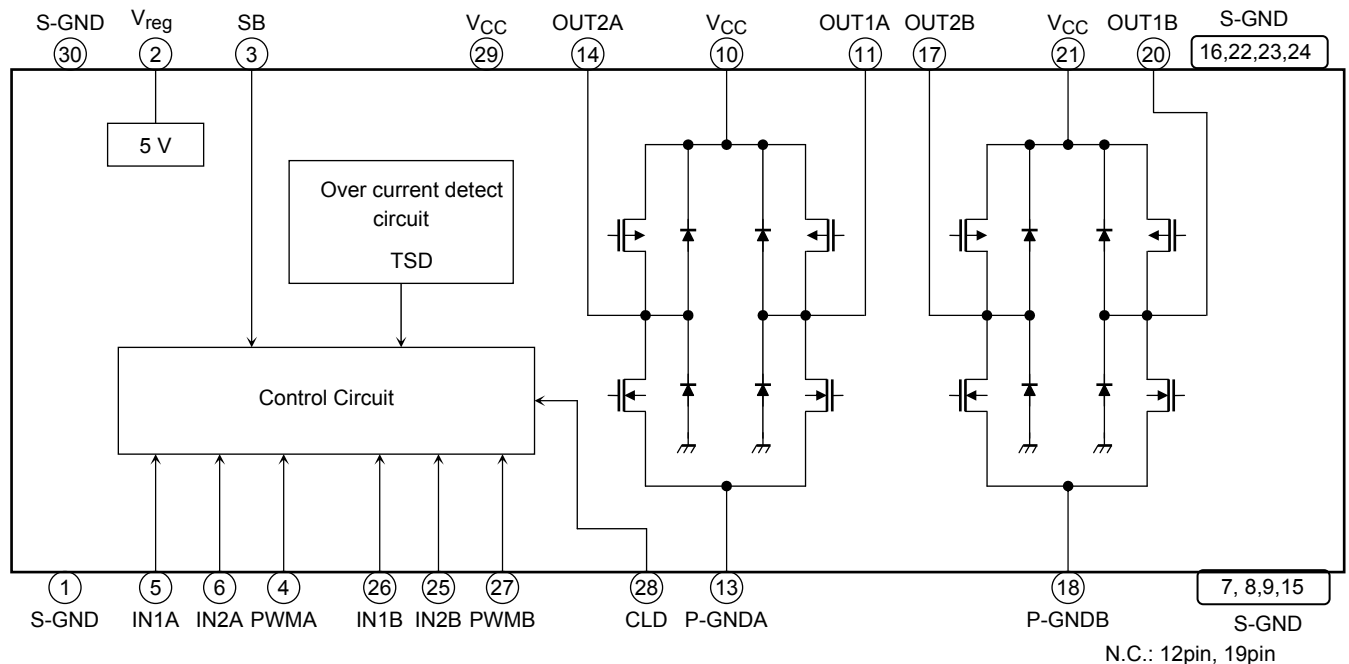 S-GND Vreg SB VCC OUT2A VCC OUT1A OUT2B VCC OUT1B S-GND
30 2 3 29 14 10 11 17 21 20 16,22,23,24
5 V
Over current detect
circuit
TSD
Control Circuit
1 5 6 4 26 25 27 28 13 18 7, 8,9,15
S-GND IN1A IN2A PWMA IN1B IN2B PWMB CLD P-GNDA P-GNDB S-GND
N.C.: 12pin, 19pin